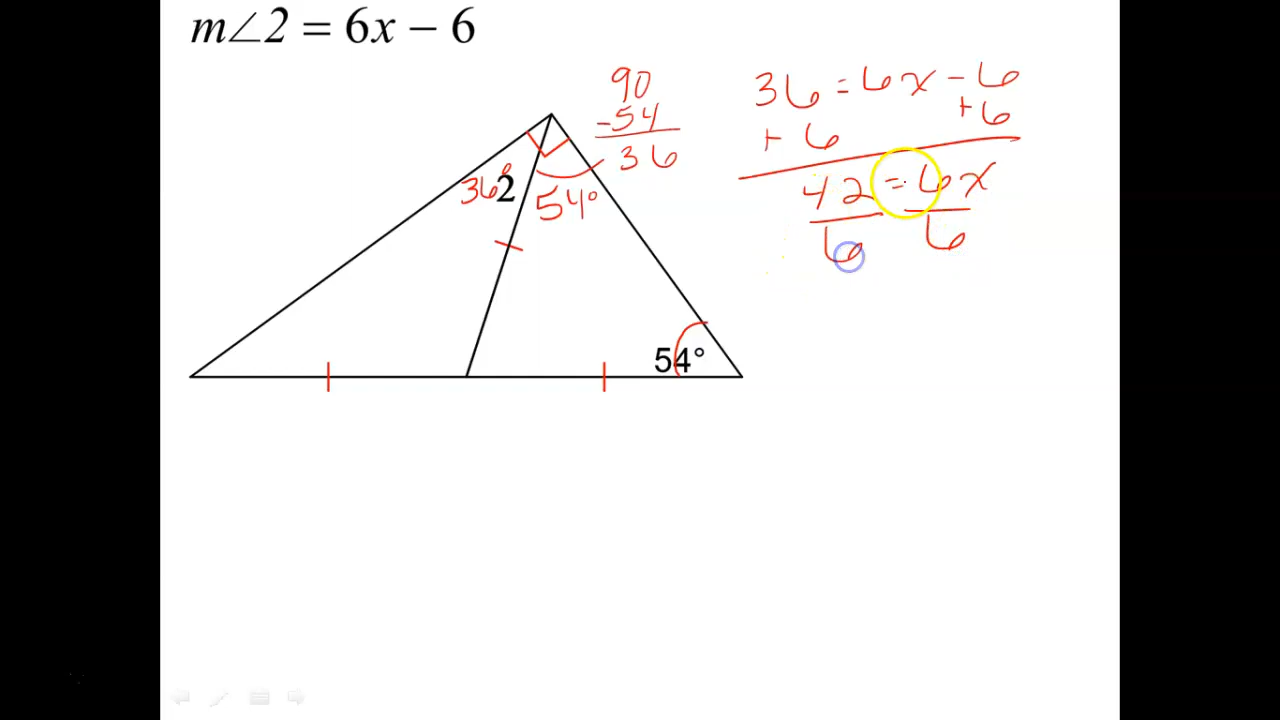 m∠2 = 6x − 6
90
-54
36
36 = 6x - 6
+ 6 +6
42 = 6x
6 6
36° 2 54°
54°